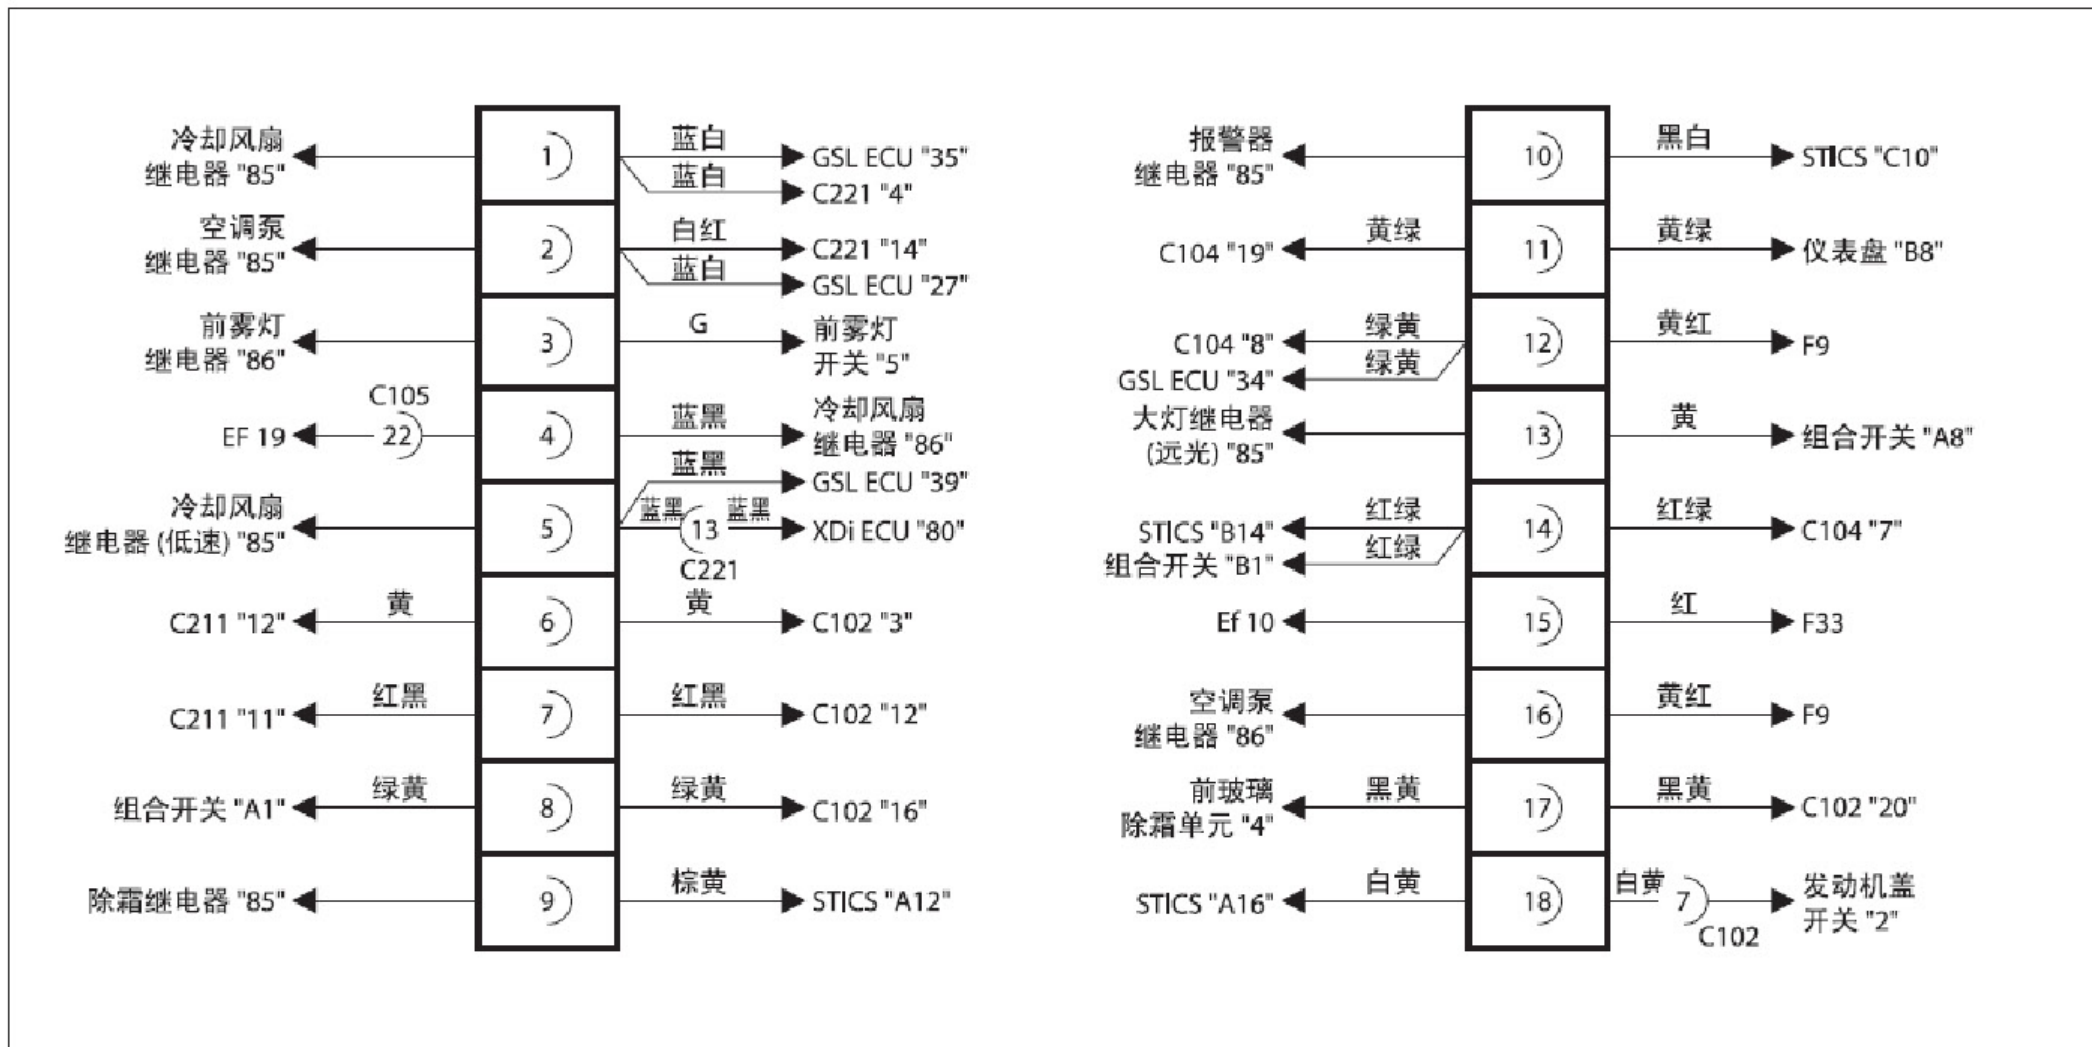 冷却风扇
继电器 "85"
1
蓝白
GSL ECU "35"
蓝白
C221 "4"
空调泵
继电器 "85"
2
白红
C221 "14"
蓝白
GSL ECU "27"
前雾灯
继电器 "86"
3
G
前雾灯
开关 "5"
EF 19
C105
22
4
蓝黑
冷却风扇
继电器 "86"
冷却风扇
继电器 (低速) "85"
5
蓝黑
GSL ECU "39"
蓝黑
13
蓝黑
XDi ECU "80"
C221
C211 "12"
黄
6
黄
C102 "3"
C211 "11"
红黑
7
红黑
C102 "12"
组合开关 "A1"
绿黄
8
绿黄
C102 "16"
除霜继电器 "85"
9
棕黄
STICS "A12"
报警器
继电器 "85"
10
黑白
STICS "C10"
C104 "19"
黄绿
11
黄绿
仪表盘 "B8"
C104 "8"
绿黄
GSL ECU "34"
绿黄
12
黄红
F9
大灯继电器
(远光) "85"
13
黄
组合开关 "A8"
STICS "B14"
红绿
组合开关 "B1"
红绿
14
红绿
C104 "7"
Ef 10
15
红
F33
空调泵
继电器 "86"
16
黄红
F9
前玻璃
除霜单元 "4"
黑黄
17
黑黄
C102 "20"
STICS "A16"
白黄
18
白黄
7
C102
发动机盖
开关 "2"